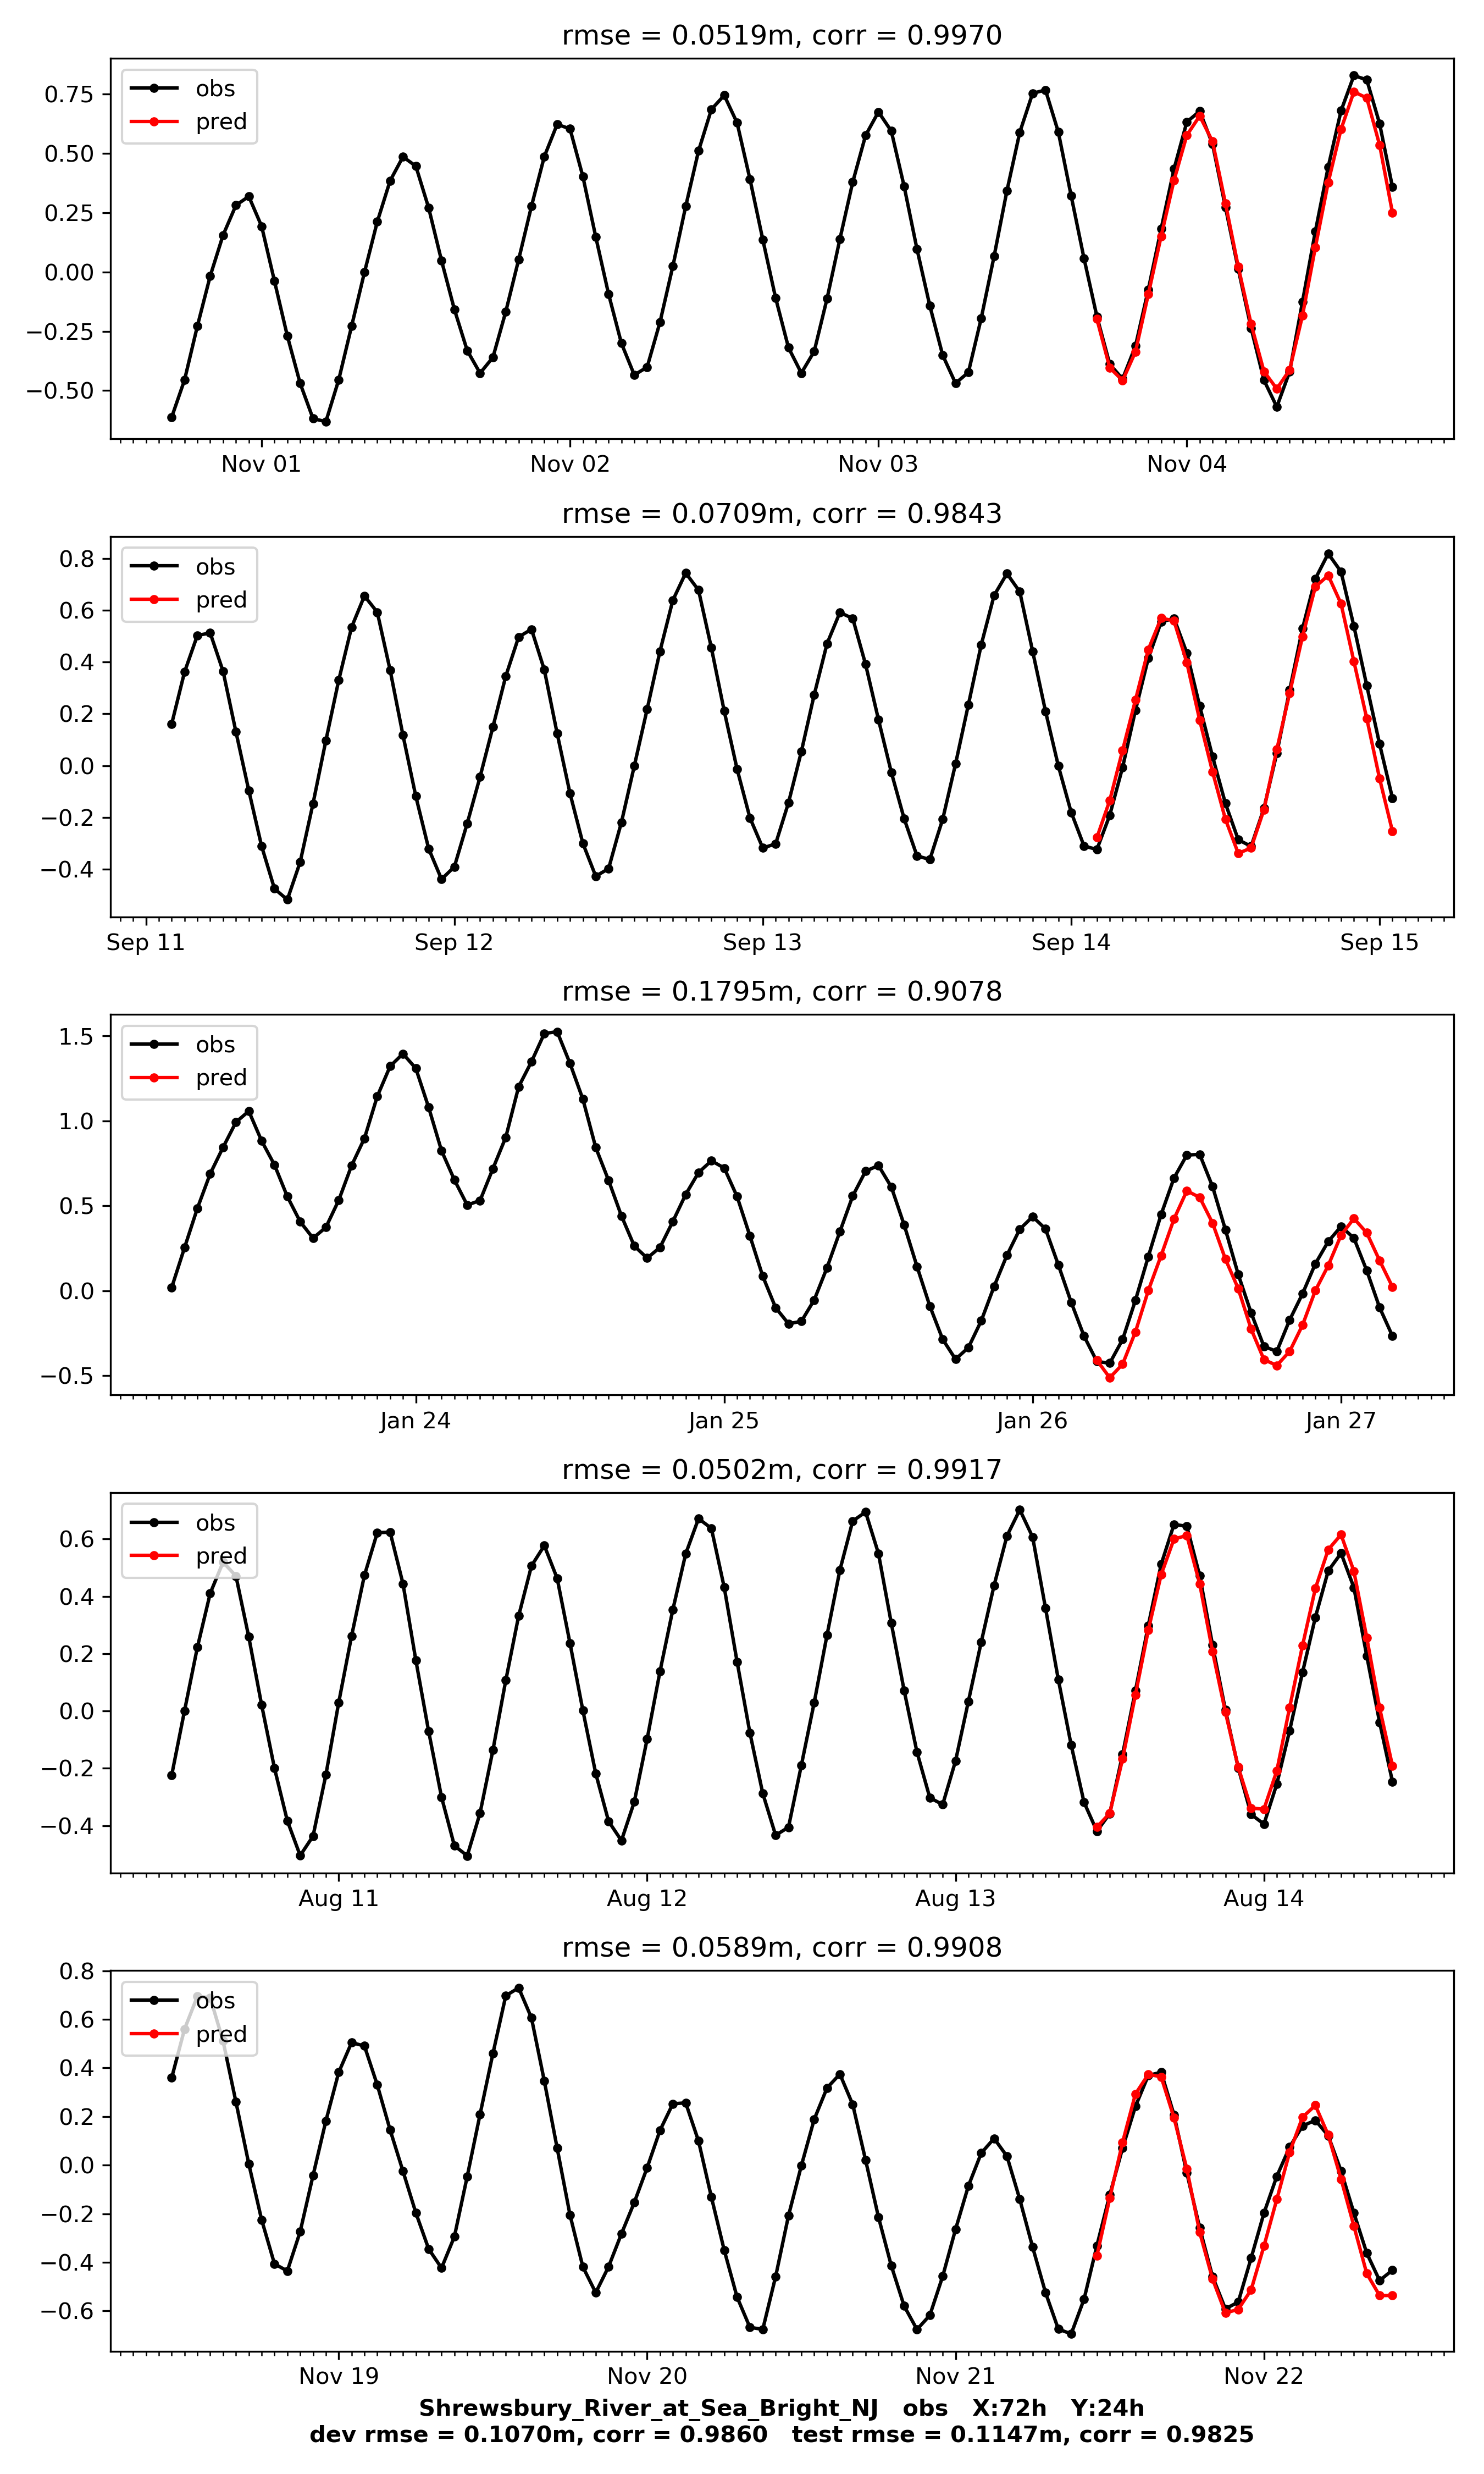 rmse = 0.0519m, corr = 0.9970
obs
pred
0.75
0.50
0.25
0.00
−0.25
−0.50
Nov 01 Nov 02 Nov 03 Nov 04
rmse = 0.0709m, corr = 0.9843
obs
pred
0.8
0.6
0.4
0.2
0.0
−0.2
−0.4
Sep 11 Sep 12 Sep 13 Sep 14 Sep 15
rmse = 0.1795m, corr = 0.9078
obs
pred
1.5
1.0
0.5
0.0
−0.5
Jan 24 Jan 25 Jan 26 Jan 27
rmse = 0.0502m, corr = 0.9917
obs
pred
0.6
0.4
0.2
0.0
−0.2
−0.4
Aug 11 Aug 12 Aug 13 Aug 14
rmse = 0.0589m, corr = 0.9908
obs
pred
0.8
0.6
0.4
0.2
0.0
−0.2
−0.4
−0.6
Nov 19 Nov 20 Nov 21 Nov 22
Shrewsbury_River_at_Sea_Bright_NJ obs X:72h Y:24h
dev rmse = 0.1070m, corr = 0.9860 test rmse = 0.1147m, corr = 0.9825